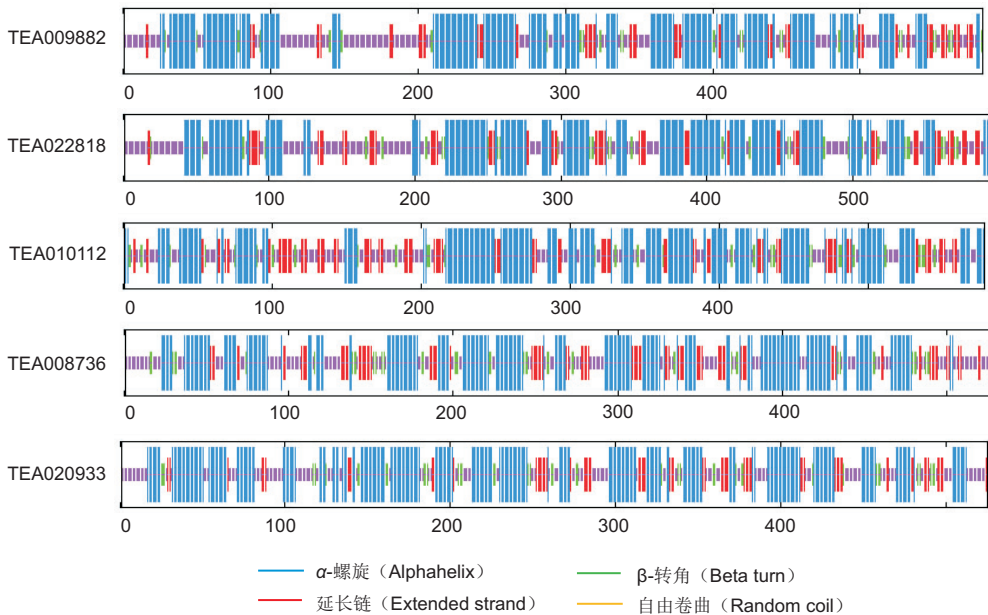 TEA009882
0 100 200 300 400
TEA022818
0 100 200 300 400 500
TEA010112
0 100 200 300 400
TEA008736
0 100 200 300 400
TEA020933
0 100 200 300 400
α-螺旋（Alphahelix） β-转角（Beta turn）
延长链（Extended strand） 自由卷曲（Random coil）